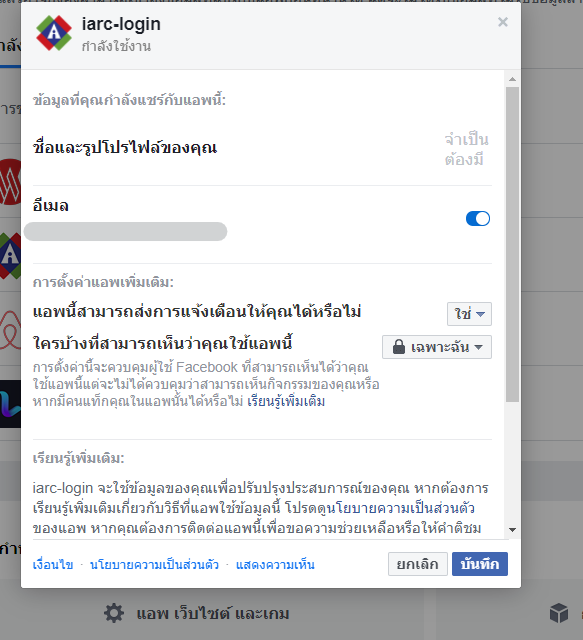 iarc-login
กำลังใช้งาน
ข้อมูลที่คุณกำลังแชร์กับแอพนี้:
ชื่อและรูปโปรไฟล์ของคุณ
จำเป็น
ต้องมี
อีเมล
การตั้งค่าแอพเพิ่มเติม:
แอพนี้สามารถส่งการแจ้งเตือนให้คุณได้หรือไม่
ใช่
ใครบ้างที่สามารถเห็นว่าคุณใช้แอพนี้
เฉพาะฉัน
การตั้งค่านี้จะควบคุมผู้ใช้ Facebook ที่สามารถเห็นได้ว่าคุณ
ใช้แอพนี้แต่จะไม่ได้ควบคุมว่าสามารถเห็นกิจกรรมของคุณหรือ
หากมีคนแท็กคุณในแอพนั้นได้หรือไม่ เรียนรู้เพิ่มเติม
เรียนรู้เพิ่มเติม:
iarc-login จะใช้ข้อมูลของคุณเพื่อปรับปรุงประสบการณ์ของคุณ หากต้องการ
เรียนรู้เพิ่มเติมเกี่ยวกับวิธีที่แอพใช้ข้อมูลนี้ โปรดดูนโยบายความเป็นส่วนตัว
ของแอพ หากคุณต้องการติดต่อแอพนี้เพื่อขอความช่วยเหลือหรือให้คำติชม
เงื่อนไข · นโยบายความเป็นส่วนตัว · แสดงความเห็น
ยกเลิก
บันทึก
แอพ เว็บไซต์ และเกม